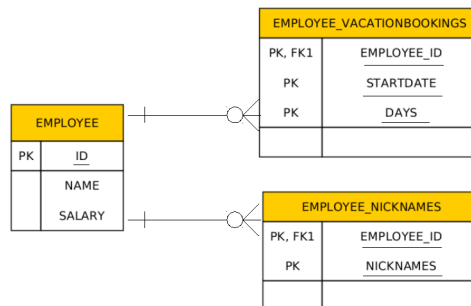 EMPLOYEE_VACATIONBOOKINGS
PK, FK1 EMPLOYEE_ID
PK STARTDATE
PK DAYS
EMPLOYEE
PK ID
NAME
SALARY
EMPLOYEE_NICKNAMES
PK, FK1 EMPLOYEE_ID
PK NICKNAMES